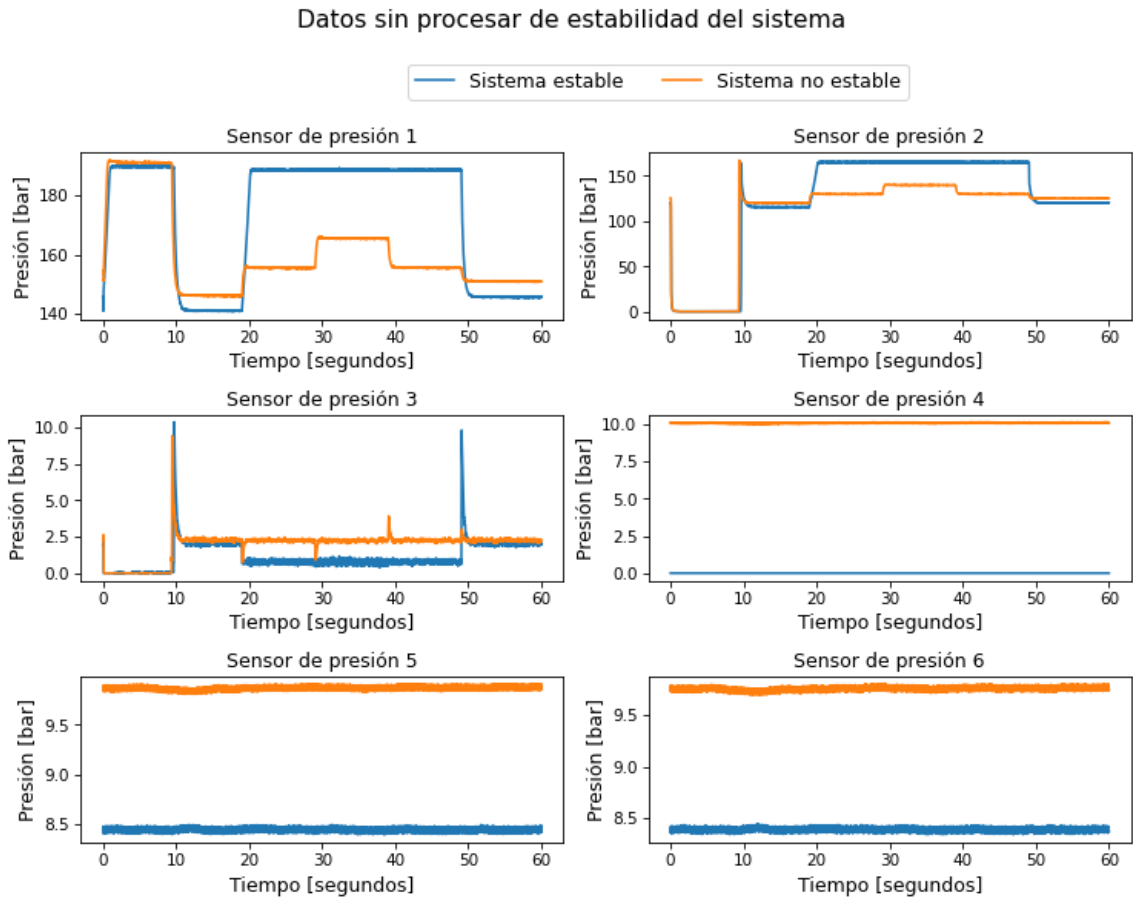 Datos sin procesar de estabilidad del sistema
Sistema estable
Sistema no estable
Sensor de presión 1
Presión [bar]
180
160
140
0 10 20 30 40 50 60
Tiempo [segundos]
Sensor de presión 2
Presión [bar]
150
100
50
0
0 10 20 30 40 50 60
Tiempo [segundos]
Sensor de presión 3
Presión [bar]
10.0
7.5
5.0
2.5
0.0
0 10 20 30 40 50 60
Tiempo [segundos]
Sensor de presión 4
Presión [bar]
10.0
7.5
5.0
2.5
0.0
0 10 20 30 40 50 60
Tiempo [segundos]
Sensor de presión 5
Presión [bar]
9.5
9.0
8.5
0 10 20 30 40 50 60
Tiempo [segundos]
Sensor de presión 6
Presión [bar]
9.5
9.0
8.5
0 10 20 30 40 50 60
Tiempo [segundos]